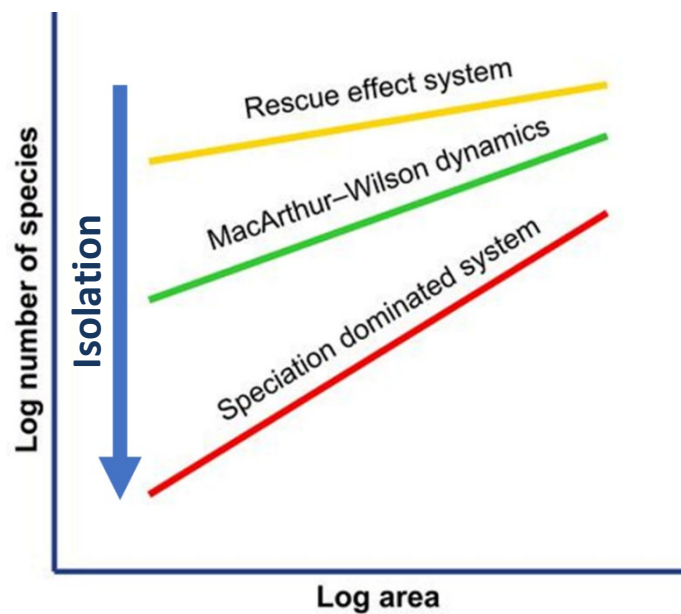 Rescue effect system
MacArthur–Wilson dynamics
Speciation dominated system
Isolation
Log number of species
Log area